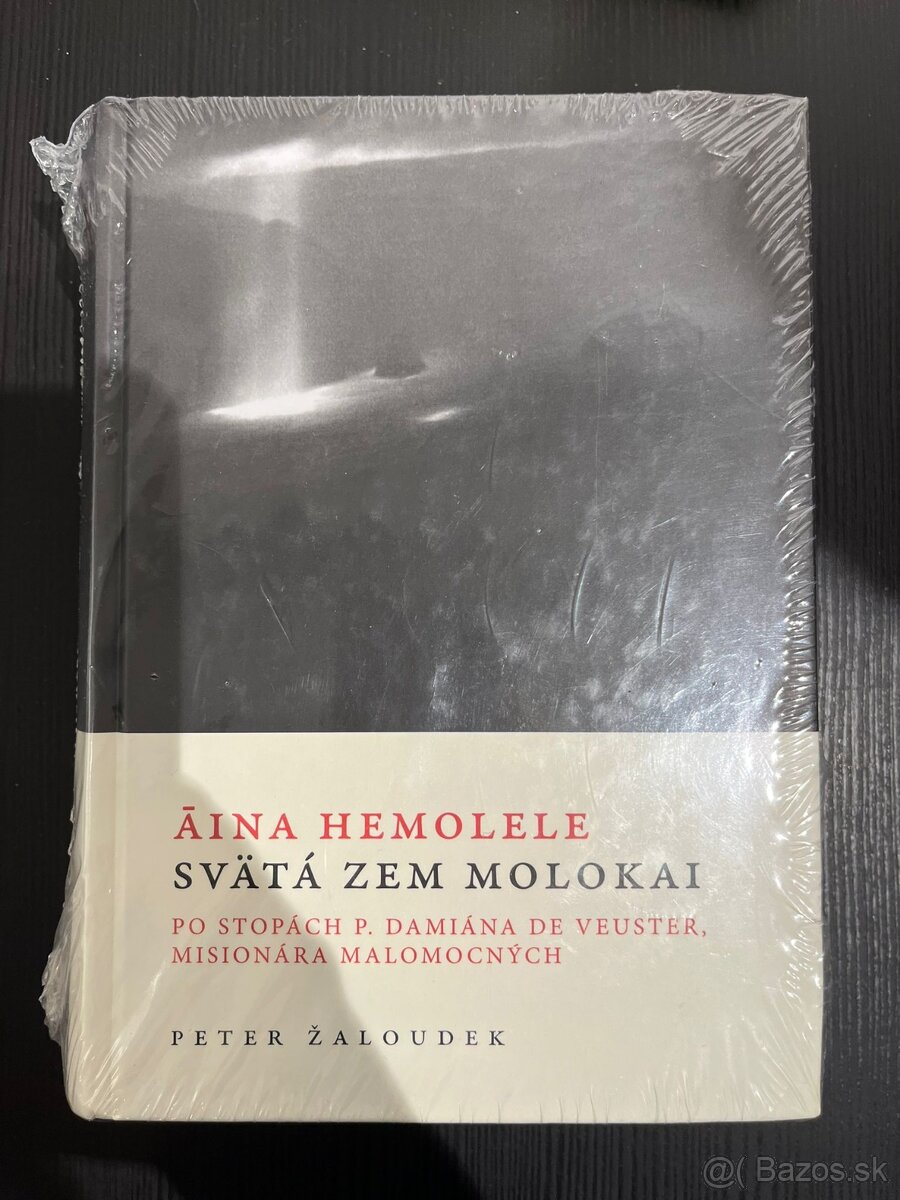 ĀINA HEMOLELE
SVÄTÁ ZEM MOLOKAI
PO STOPÁCH P. DAMIÁNA DE VEUSTER,
MISIONÁRA MALOMOCNÝCH
PETER ŽALOUDEK
@( Bazos.sk